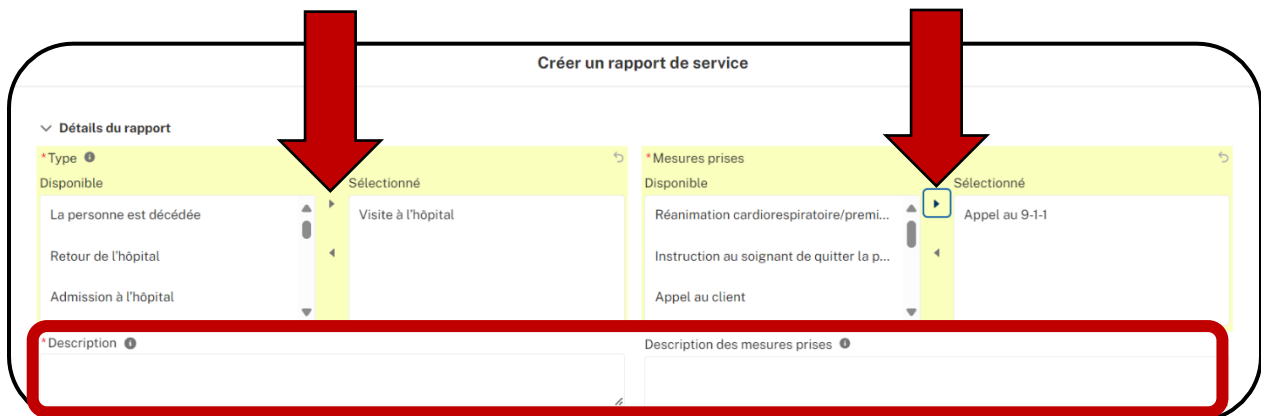 Créer un rapport de service
Détails du rapport
*Type
Disponible
Sélectionné
La personne est décédée
Retour de l'hôpital
Admission à l'hôpital
Visite à l'hôpital
*Mesures prises
Disponible
Sélectionné
Réanimation cardiorespiratoire/premi...
Instruction au soignant de quitter la p...
Appel au client
Appel au 9-1-1
*Description
Description des mesures prises